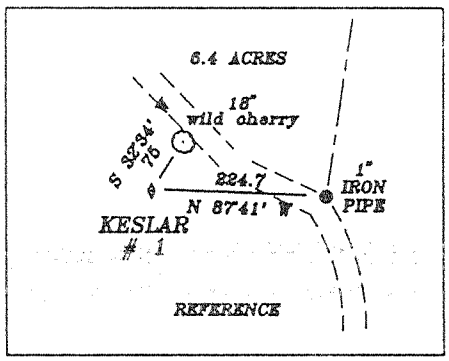 6.4 ACRES
18"
wild cherry
S 32°34' W
75
224.7
N 87°41' W
1"
IRON
PIPE
KESLAR
# 1
REFERENCE